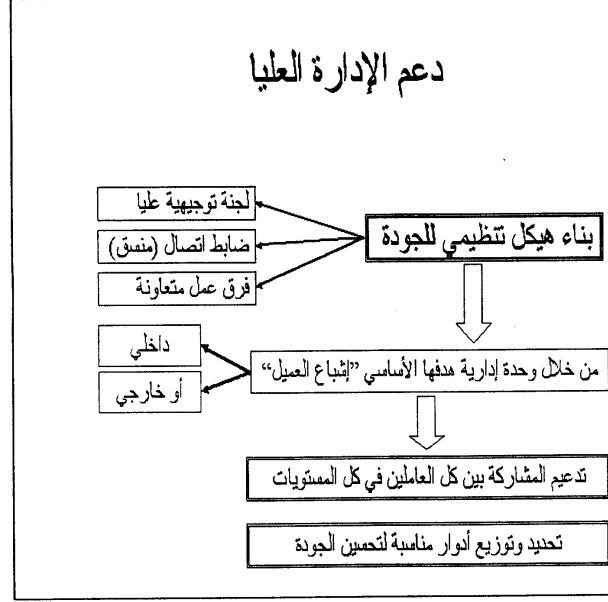 دعم الإدارة العليا
بناء هيكل تنظيمي للجودة
لجنة توجيهية عليا
ضابط اتصال (منسق)
فرق عمل متعاونة
من خلال وحدة إدارية هدفها الأساسي "إشباع العميل"
داخلي
أو خارجي
تدعيم المشاركة بين كل العاملين في كل المستويات
تحديد وتوزيع أدوار مناسبة لتحسين الجودة